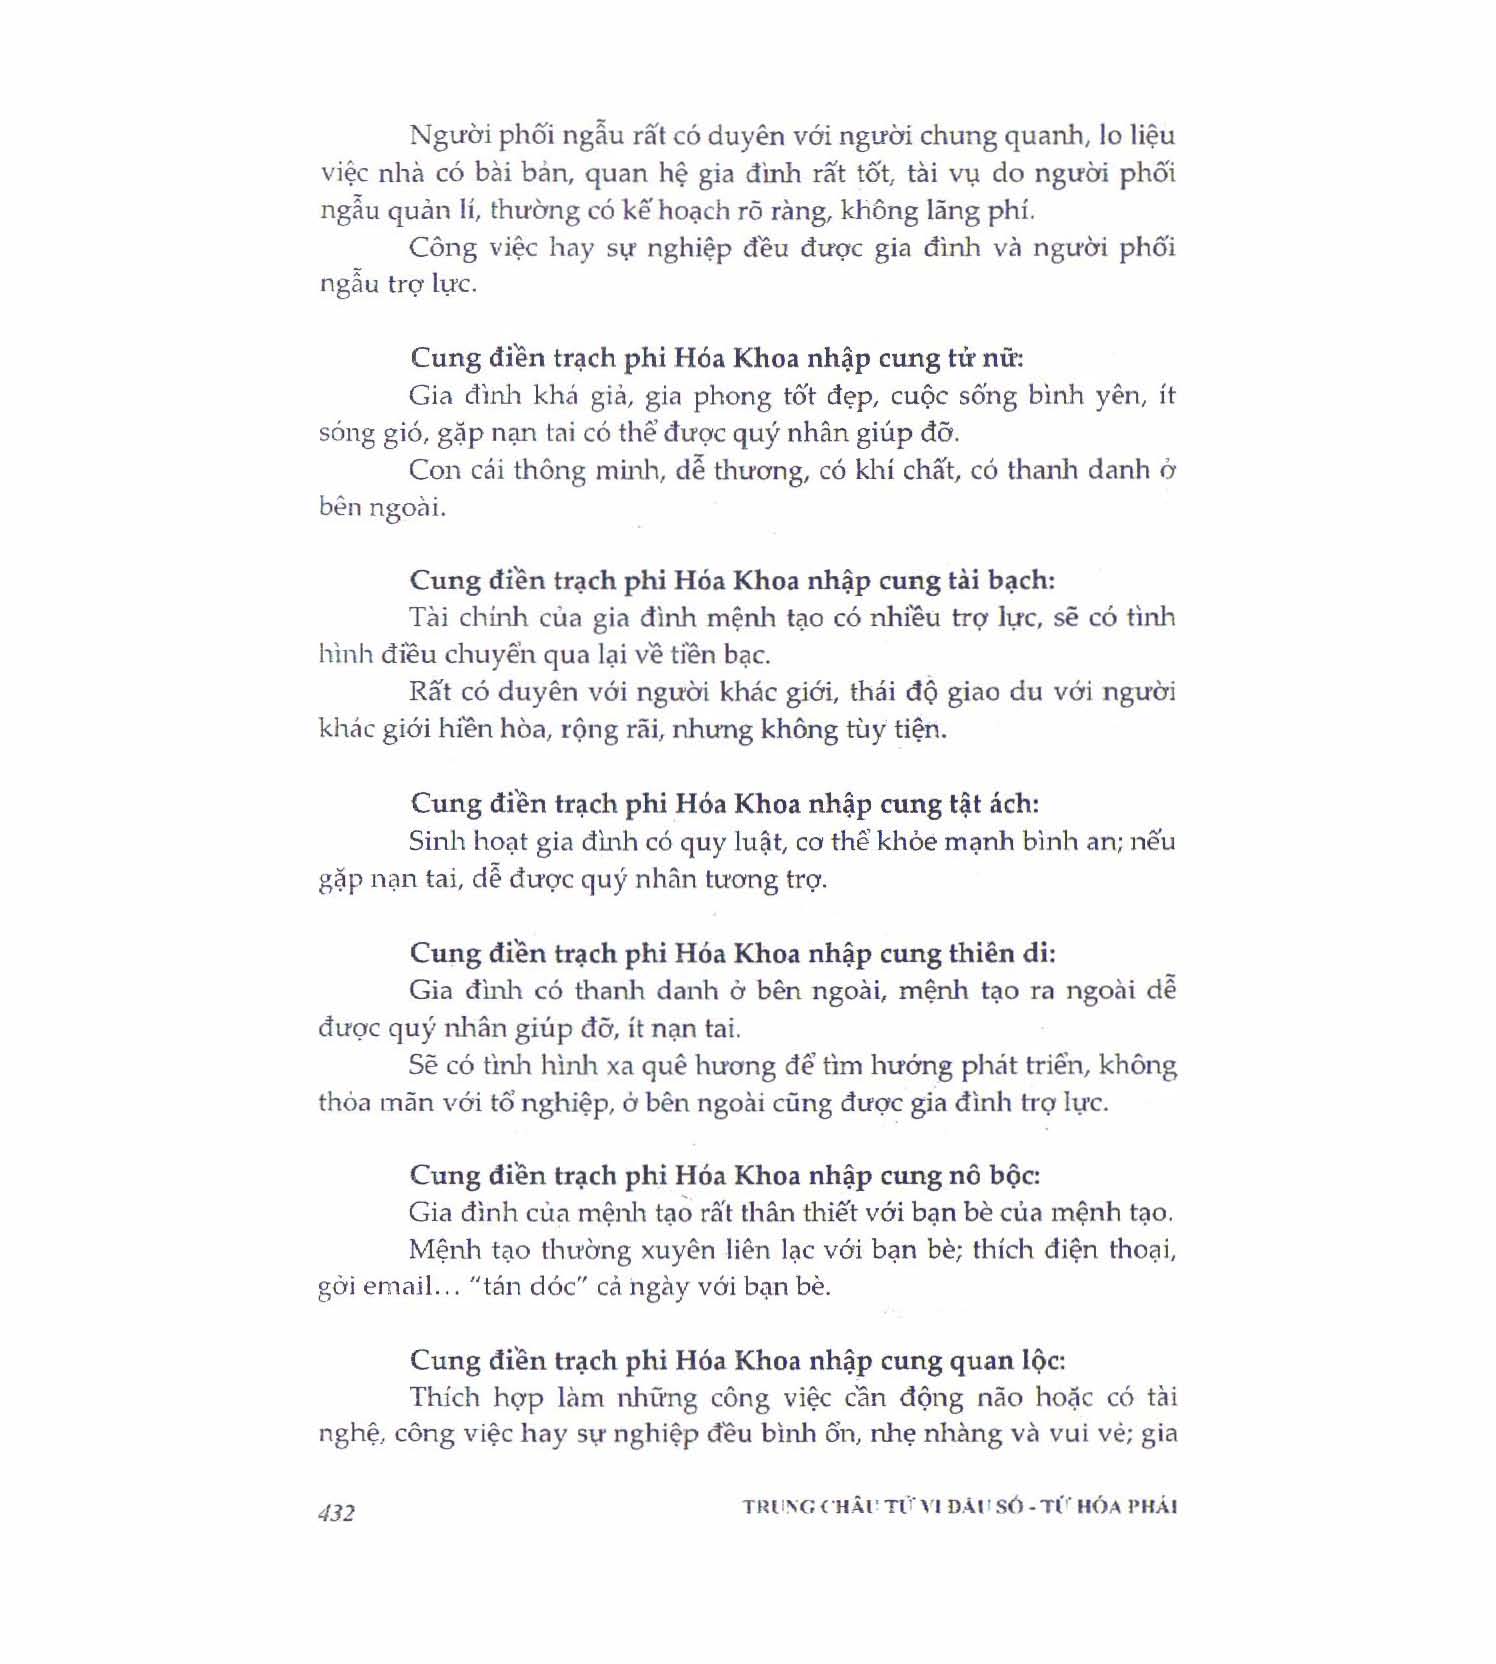 Người phối ngẫu rất có duyên với người chung quanh, lo liệu
việc nhà có bài bản, quan hệ gia đình rất tốt, tài vụ do người phối
ngẫu quản lí, thường có kế hoạch rõ ràng, không lãng phí.
Công việc hay sự nghiệp đều được gia đình và người phối
ngẫu trợ lực.
Cung điền trạch phi Hóa Khoa nhập cung tử nữ:
Gia đình khá giả, gia phong tốt đẹp, cuộc sống bình yên, ít
sóng gió, gặp nạn tai có thể được quý nhân giúp đỡ.
Con cái thông minh, dễ thương, có khí chất, có thanh danh ở
bên ngoài.
Cung điền trạch phi Hóa Khoa nhập cung tài bạch:
Tài chính của gia đình mệnh tạo có nhiều trợ lực, sẽ có tình
hình điều chuyển qua lại về tiền bạc.
Rất có duyên với người khác giới, thái độ giao du với người
khác giới hiền hòa, rộng rãi, nhưng không tùy tiện.
Cung điền trạch phi Hóa Khoa nhập cung tật ách:
Sinh hoạt gia đình có quy luật, cơ thể khỏe mạnh bình an; nếu
gặp nạn tai, dễ được quý nhân tương trợ.
Cung điền trạch phi Hóa Khoa nhập cung thiên di:
Gia đình có thanh danh ở bên ngoài, mệnh tạo ra ngoài dễ
được quý nhân giúp đỡ, ít nạn tai.
Sẽ có tình hình xa quê hương để tìm hướng phát triển, không
thỏa mãn với tổ nghiệp, ở bên ngoài cũng được gia đình trợ lực.
Cung điền trạch phi Hóa Khoa nhập cung nô bộc:
Gia đình của mệnh tạo rất thân thiết với bạn bè của mệnh tạo.
Mệnh tạo thường xuyên liên lạc với bạn bè; thích điện thoại,
gởi email... "tán dóc" cả ngày với bạn bè.
Cung điền trạch phi Hóa Khoa nhập cung quan lộc:
Thích hợp làm những công việc cần động não hoặc có tài
nghệ, công việc hay sự nghiệp đều bình ổn, nhẹ nhàng và vui vẻ; gia
432 TRUNG CHÂU TỬ VI ĐẨU SỐ - TỨ HÓA PHÁI